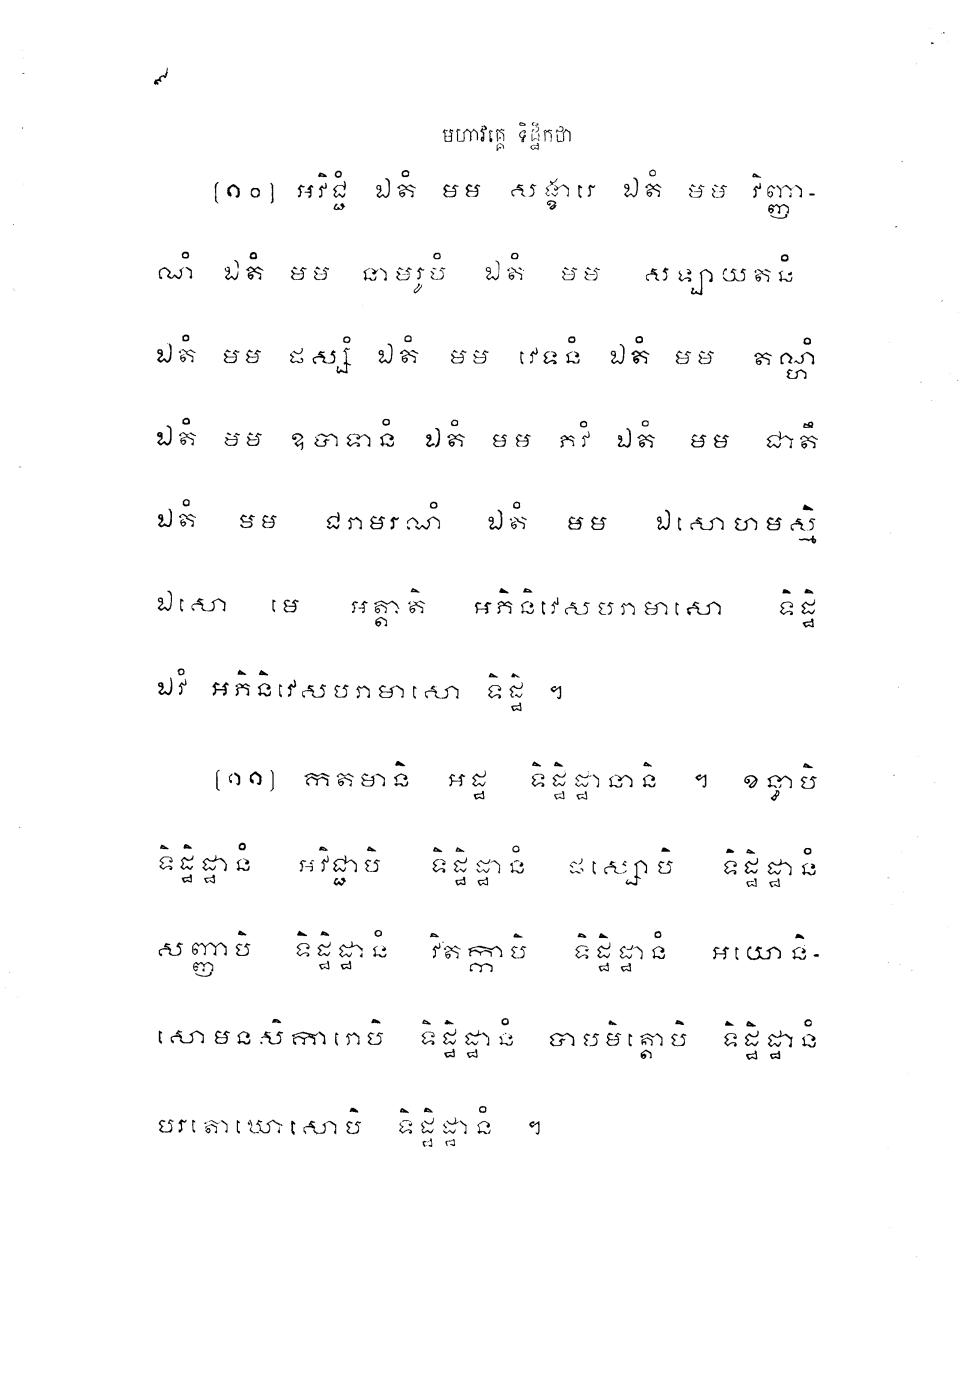 ៩
មហាវគ្គេ ទិដ្ឋិកថា
(១០) អវិជ្ជំ ឯតំ មម សង្ខារេ ឯតំ មម វិញ្ញា-
ណំ ឯតំ មម នាមរូបំ ឯតំ មម សឡាយតនំ
ឯតំ មម ផស្សំ ឯតំ មម វេទនំ ឯតំ មម តណ្ហំ
ឯតំ មម ឧបាទានំ ឯតំ មម ភវំ ឯតំ មម ជាតឹ
ឯតំ មម ជរាមរណំ ឯតំ មម ឯសោហមស្មិ
ឯសោ មេ អត្តាតិ អភិនិវេសបរាមាសោ ទិដ្ឋិ
ឯវំ អភិនិវេសបរាមាសោ ទិដ្ឋិ ។
(១១) កតមានិ អដ្ឋ ទិដ្ឋិដ្ឋានានិ ។ ខន្ធាបិ
ទិដ្ឋិដ្ឋានំ អវិជ្ជាបិ ទិដ្ឋិដ្ឋានំ ផស្សោបិ ទិដ្ឋិដ្ឋានំ
សញ្ញាបិ ទិដ្ឋិដ្ឋានំ វិតក្កាបិ ទិដ្ឋិដ្ឋានំ អយោនិ-
សោមនសិការោបិ ទិដ្ឋិដ្ឋានំ បាបមិត្តោបិ ទិដ្ឋិដ្ឋានំ
បរតោឃោសោបិ ទិដ្ឋិដ្ឋានំ ។